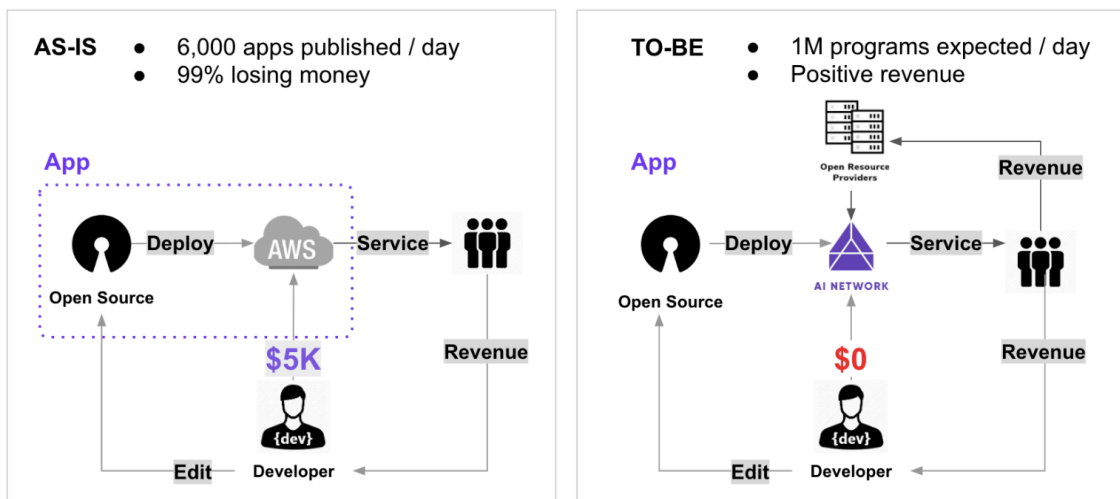 AS-IS
● 6,000 apps published / day
● 99% losing money
App
Deploy
AWS
Service
Open Source
$5K
Revenue
{dev}
Edit
Developer
TO-BE
● 1M programs expected / day
● Positive revenue
Open Resource
Providers
Revenue
App
Deploy
Service
AI NETWORK
Open Source
$0
Revenue
{dev}
Edit
Developer